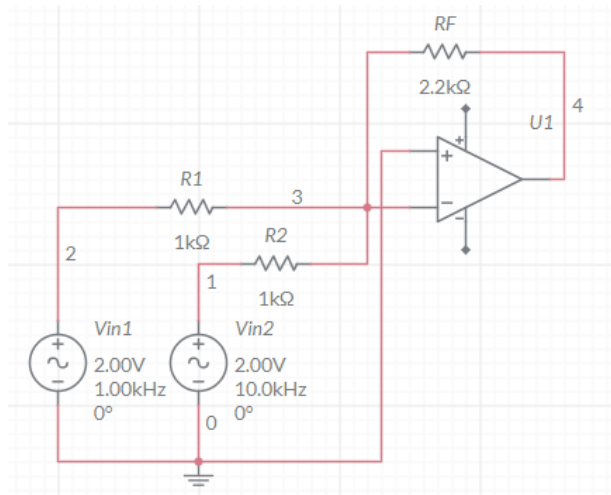 RF
2.2kΩ
4
U1
+
+
−
−
R1
3
1kΩ
R2
2
1
1kΩ
Vin1
+
2.00V
1.00kHz
−
0°
Vin2
+
2.00V
10.0kHz
−
0°
0